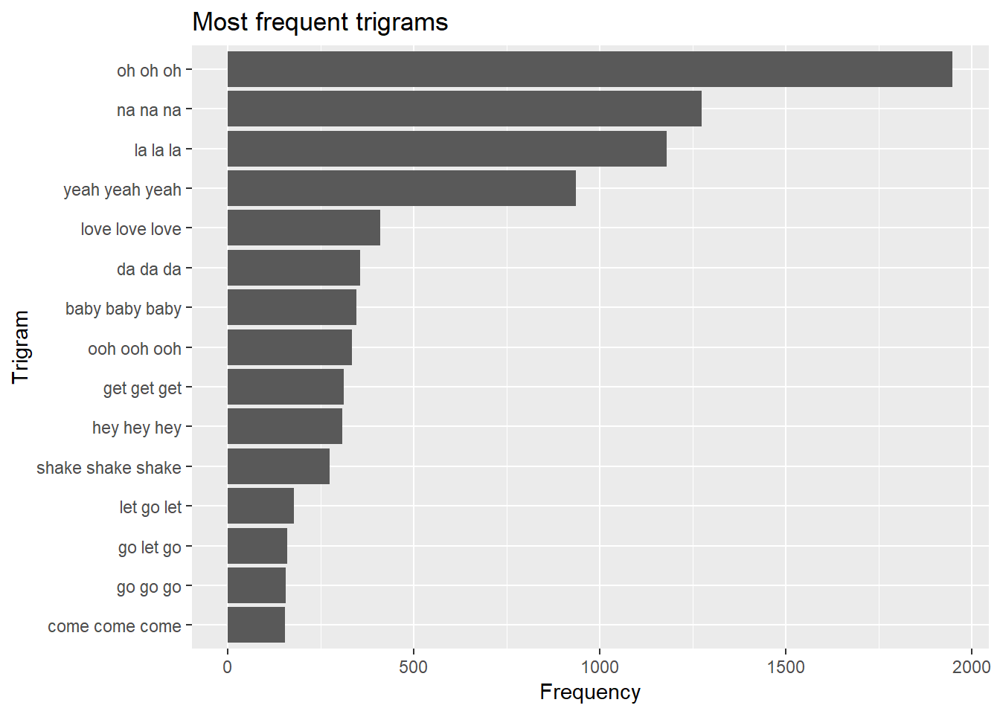 Most frequent trigrams
oh oh oh
na na na
la la la
yeah yeah yeah
love love love
da da da
baby baby baby
ooh ooh ooh
get get get
hey hey hey
shake shake shake
let go let
go let go
go go go
come come come
Trigram
0 500 1000 1500 2000
Frequency